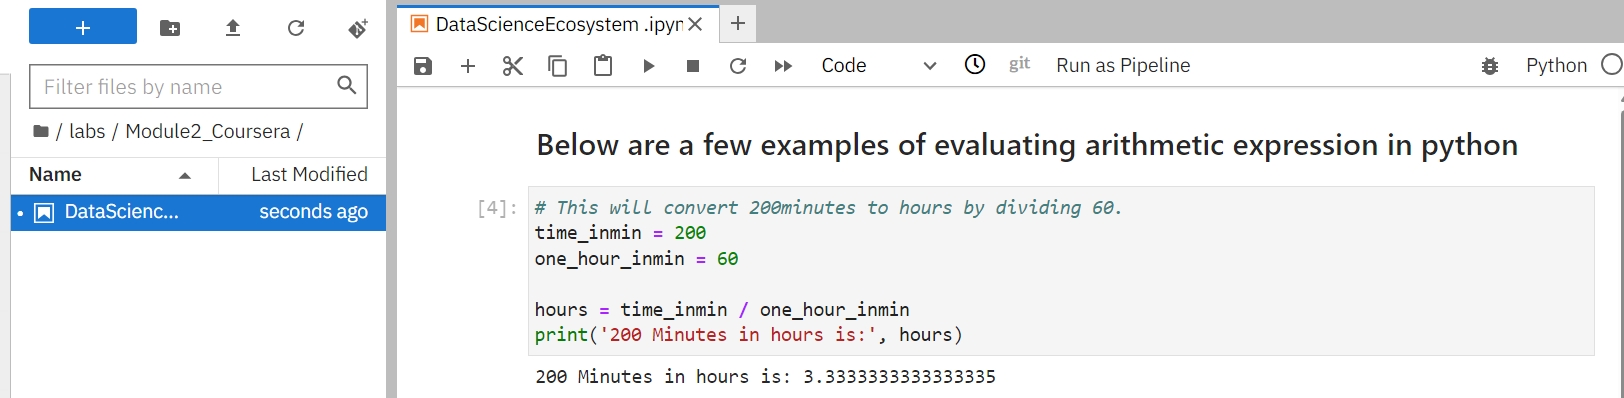 DataScienceEcosystem .ipyn
Filter files by name
/ labs / Module2_Coursera /
Name Last Modified
DataScienc... seconds ago
Code git Run as Pipeline Python
Below are a few examples of evaluating arithmetic expression in python
[4]: # This will convert 200minutes to hours by dividing 60.
time_inmin = 200
one_hour_inmin = 60
hours = time_inmin / one_hour_inmin
print('200 Minutes in hours is:', hours)
200 Minutes in hours is: 3.3333333333333335